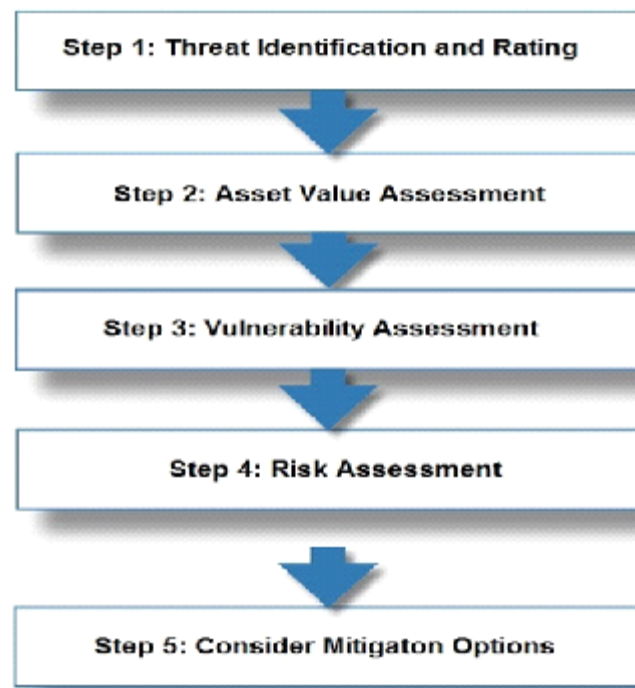 Step 1: Threat Identification and Rating
Step 2: Asset Value Assessment
Step 3: Vulnerability Assessment
Step 4: Risk Assessment
Step 5: Consider Mitigaton Options